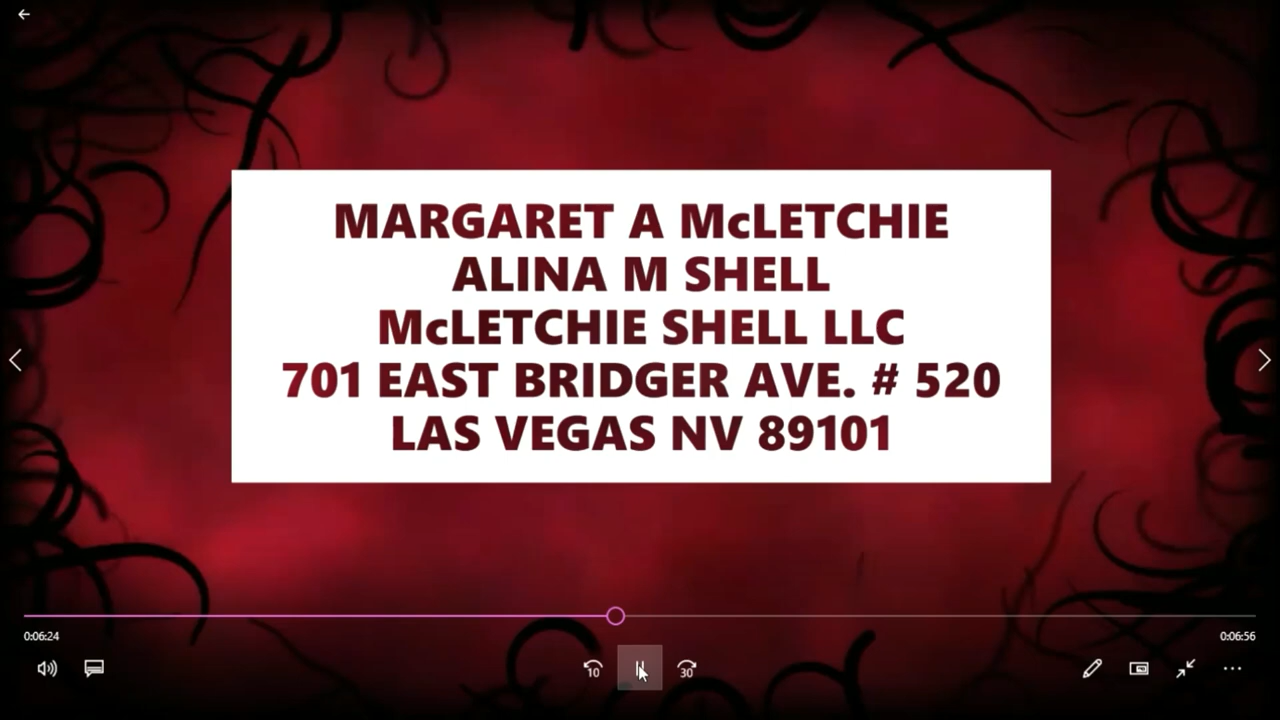 MARGARET A McLETCHIE
ALINA M SHELL
McLETCHIE SHELL LLC
701 EAST BRIDGER AVE. # 520
LAS VEGAS NV 89101
0:06:24
0:06:56
10
30